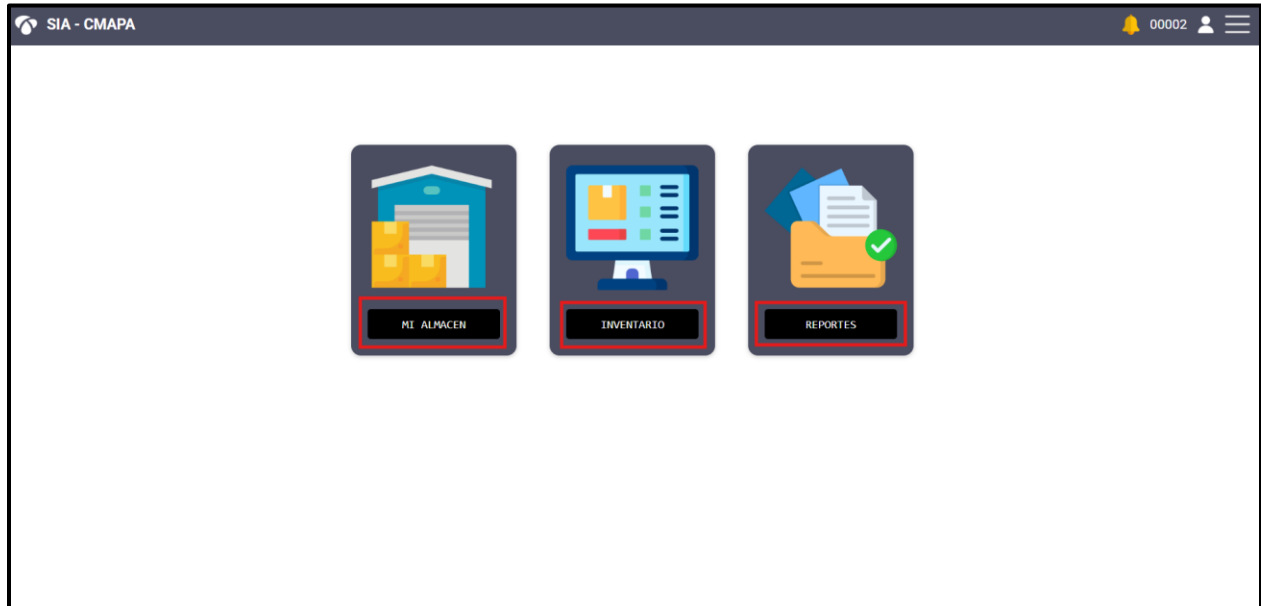 SIA - CMAPA
00002
MI ALMACEN
INVENTARIO
REPORTES